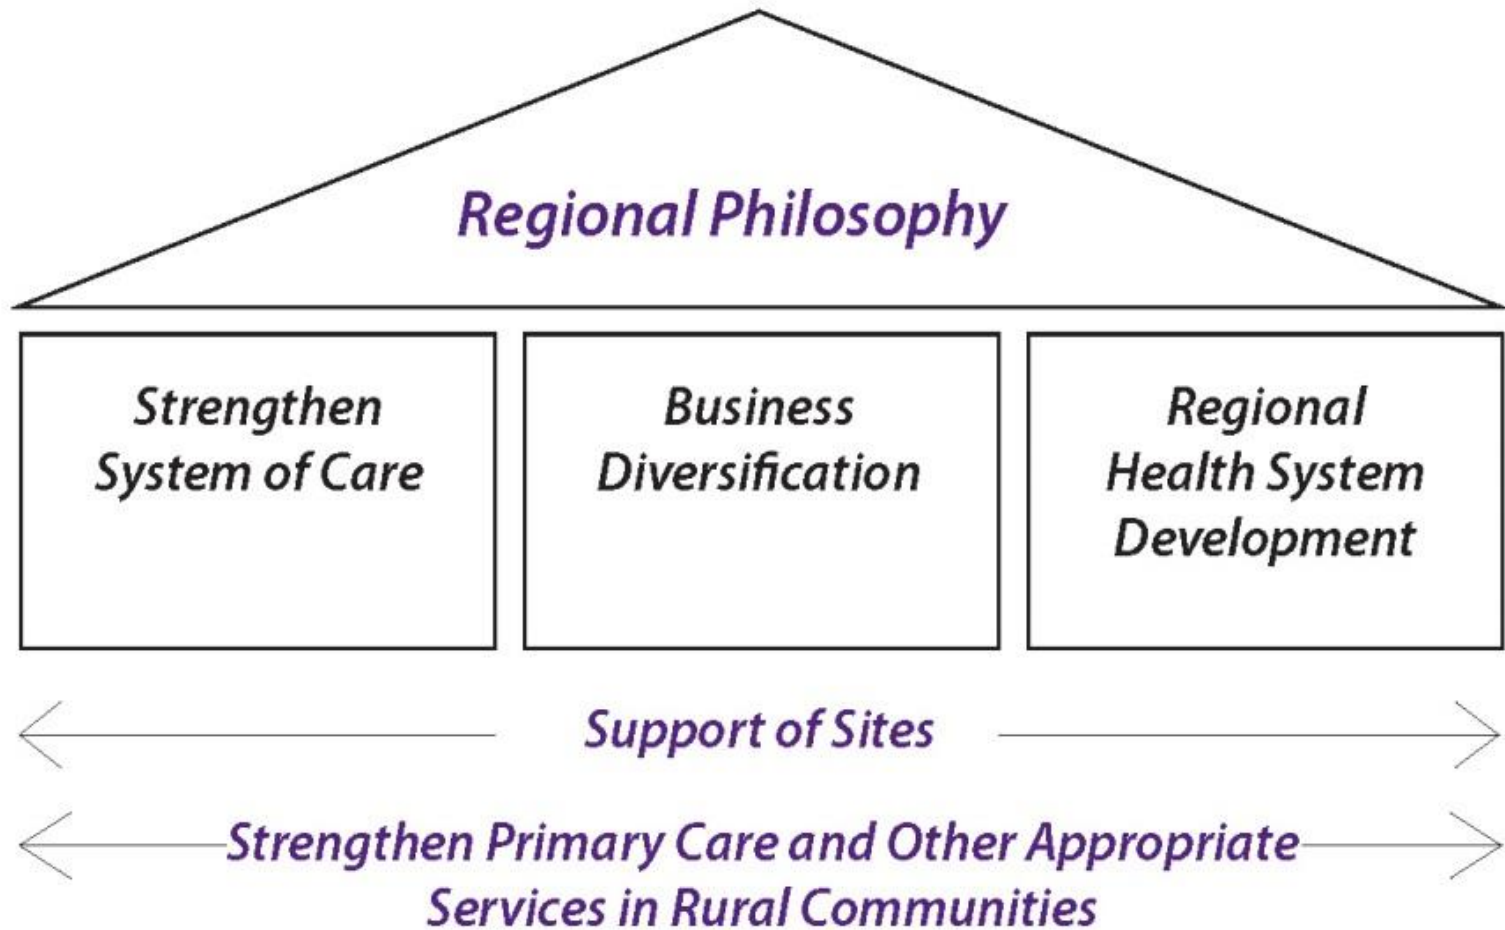 Regional Philosophy
Strengthen
System of Care
Business
Diversification
Regional
Health System
Development
Support of Sites
Strengthen Primary Care and Other Appropriate
Services in Rural Communities